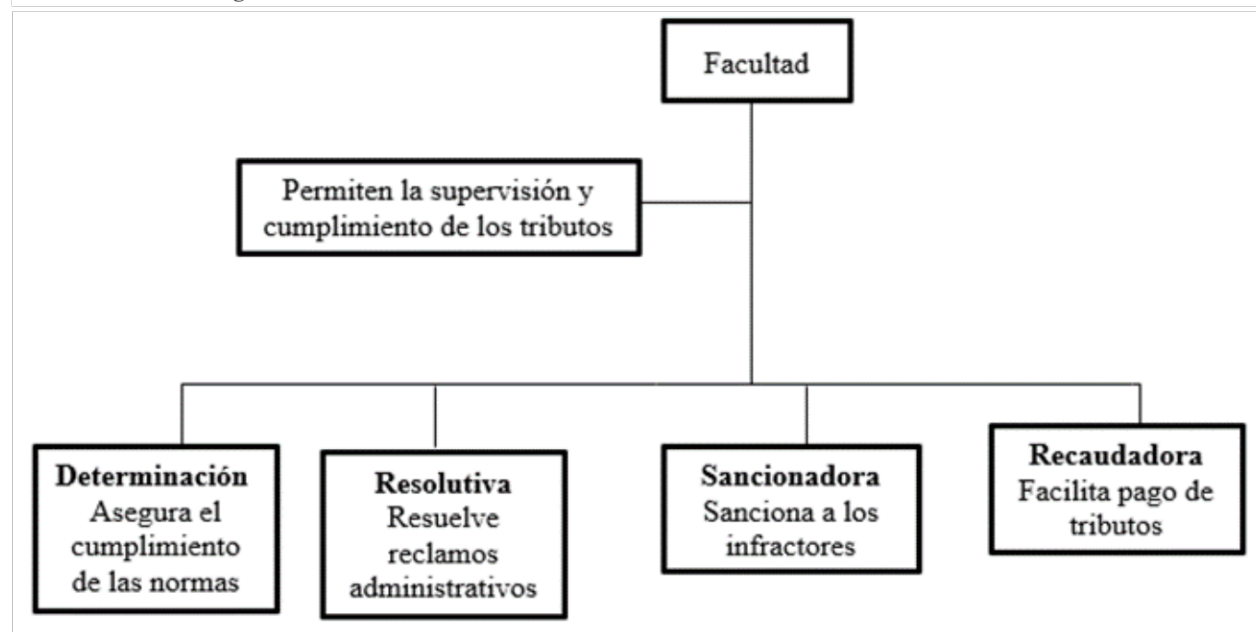 Facultad
Permiten la supervisión y
cumplimiento de los tributos
Determinación
Asegura el
cumplimiento
de las normas
Resolutiva
Resuelve
reclamos
administrativos
Sancionadora
Sanciona a los
infractores
Recaudadora
Facilita pago de
tributos